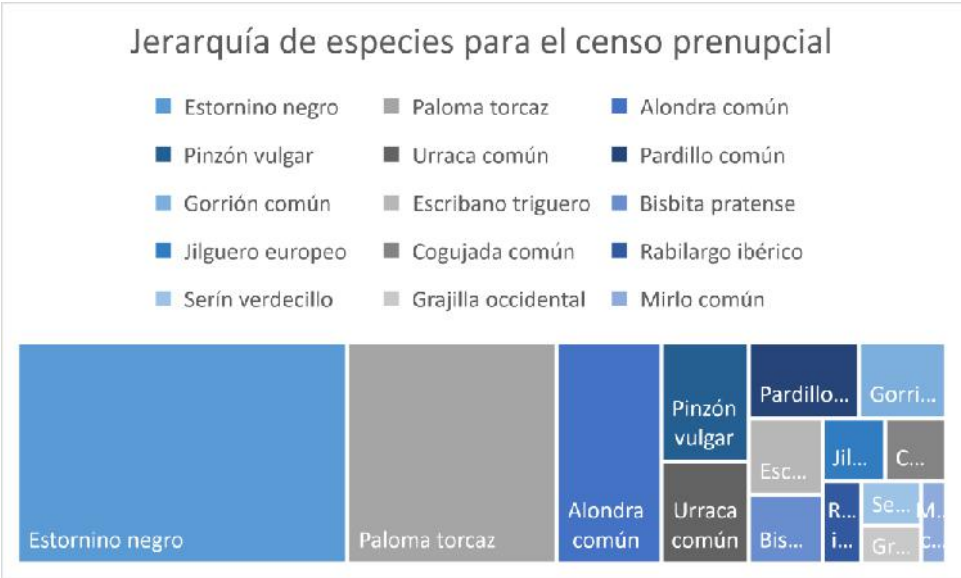 Jerarquía de especies para el censo prenupcial
Estornino negro
Paloma torcaz
Alondra común
Pinzón vulgar
Urraca común
Pardillo común
Gorrión común
Escribano triguero
Bisbita pratense
Jilguero europeo
Cogujada común
Rabilargo ibérico
Serín verdecillo
Grajilla occidental
Mirlo común
Estornino negro
Paloma torcaz
Alondra
común
Pinzón
vulgar
Urraca
común
Pardillo...
Gorri...
Esc...
Jil...
C...
Bis...
R...
i...
Se...
Gr...
M...
c...